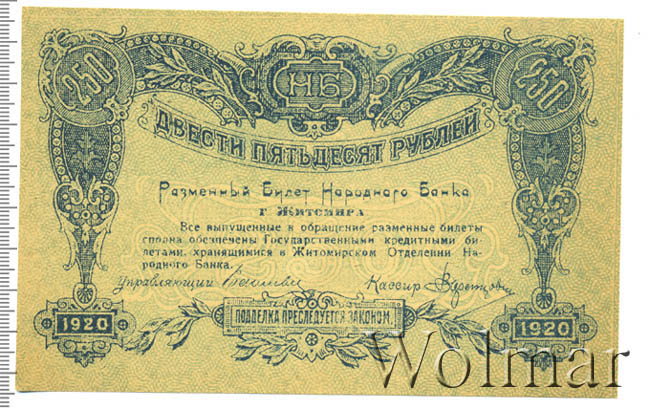 250 НБ 250
ДВЕСТИ ПЯТЬДЕСЯТ РУБЛЕЙ
Разменный Билет Народного Банка
г. Житомира
Все выпущенные в обращение разменные билеты
сполна обезпечены Государственными кредитными би-
летами, хранящимися в Житомирском Отделении На-
родного Банка.
Управляющий Кассир
1920 ПОДДЕЛКА ПРЕСЛЕДУЕТСЯ ЗАКОНОМ. 1920
Wolmar